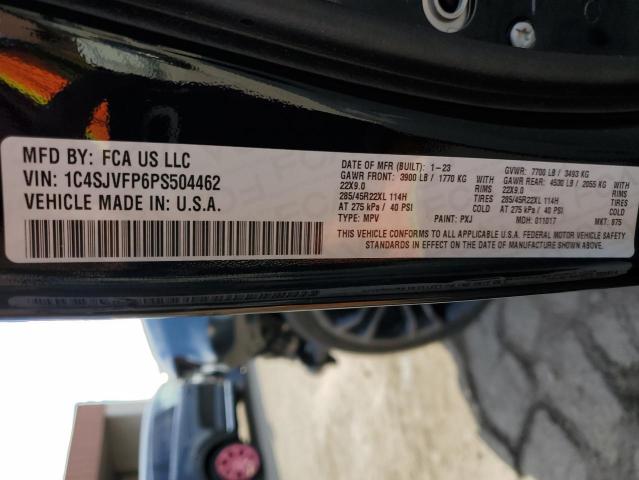 MFD BY: FCA US LLC
VIN: 1C4SJVFP6PS504462
VEHICLE MADE IN: U.S.A.
DATE OF MFR (BUILT): 1-23 GVWR: 7700 LB / 3493 KG
GAWR FRONT: 3900 LB / 1770 KG WITH GAWR REAR: 4530 LB / 2055 KG WITH
22X9.0 RIMS 22X9.0 RIMS
285/45R22XL 114H TIRES 285/45R22XL 114H TIRES
AT 275 kPa / 40 PSI COLD AT 275 kPa / 40 PSI COLD
TYPE: MPV PAINT: PXJ MDH: 011017 MKT: 875
THIS VEHICLE CONFORMS TO ALL APPLICABLE U.S.A. FEDERAL MOTOR VEHICLE SAFETY
STANDARDS IN EFFECT ON THE DATE OF MANUFACTURE SHOWN ABOVE.